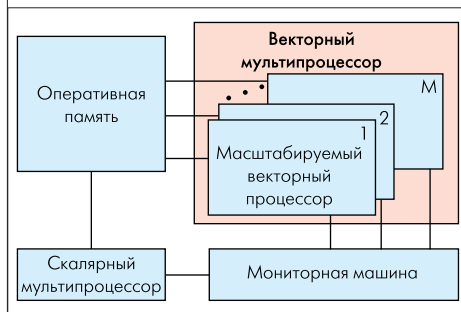 Векторный
мультипроцессор
Оперативная
память
M
2
1
Масштабируемый
векторный
процессор
Скалярный
мультипроцессор
Мониторная машина